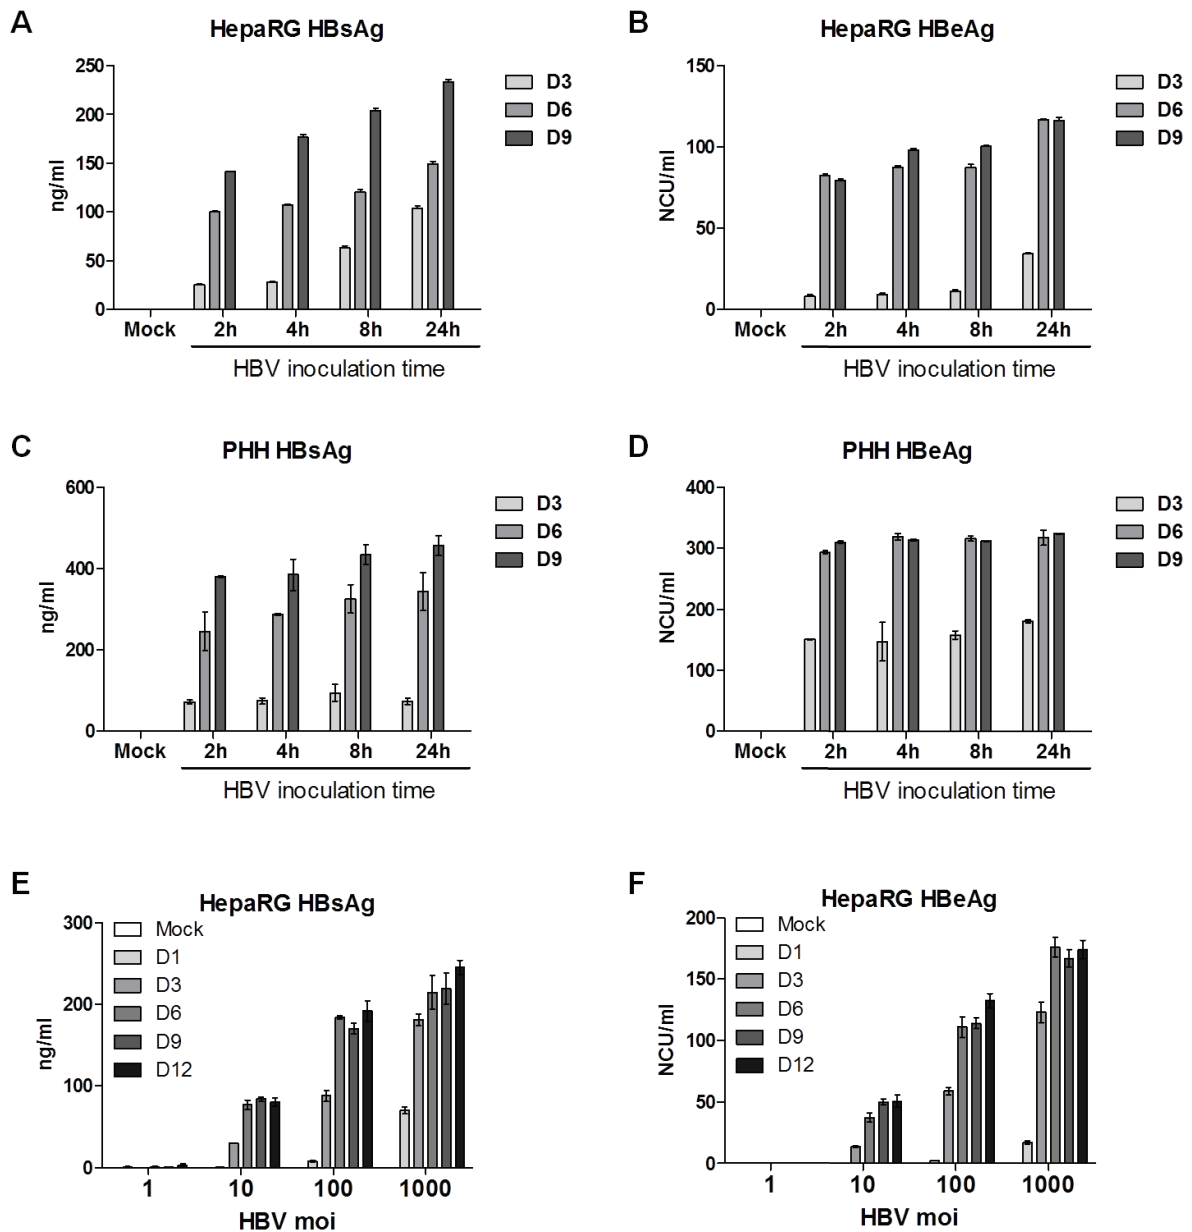 A
HepaRG HBsAg
250
200
150
100
50
0
ng/ml
D3
D6
D9
Mock 2h 4h 8h 24h
HBV inoculation time
B
HepaRG HBeAg
150
100
50
0
NCU/ml
D3
D6
D9
Mock 2h 4h 8h 24h
HBV inoculation time
C
PHH HBsAg
600
400
200
0
ng/ml
D3
D6
D9
Mock 2h 4h 8h 24h
HBV inoculation time
D
PHH HBeAg
400
300
200
100
0
NCU/ml
D3
D6
D9
Mock 2h 4h 8h 24h
HBV inoculation time
E
HepaRG HBsAg
300
200
100
0
ng/ml
Mock
D1
D3
D6
D9
D12
1 10 100 1000
HBV moi
F
HepaRG HBeAg
200
150
100
50
0
NCU/ml
Mock
D1
D3
D6
D9
D12
1 10 100 1000
HBV moi